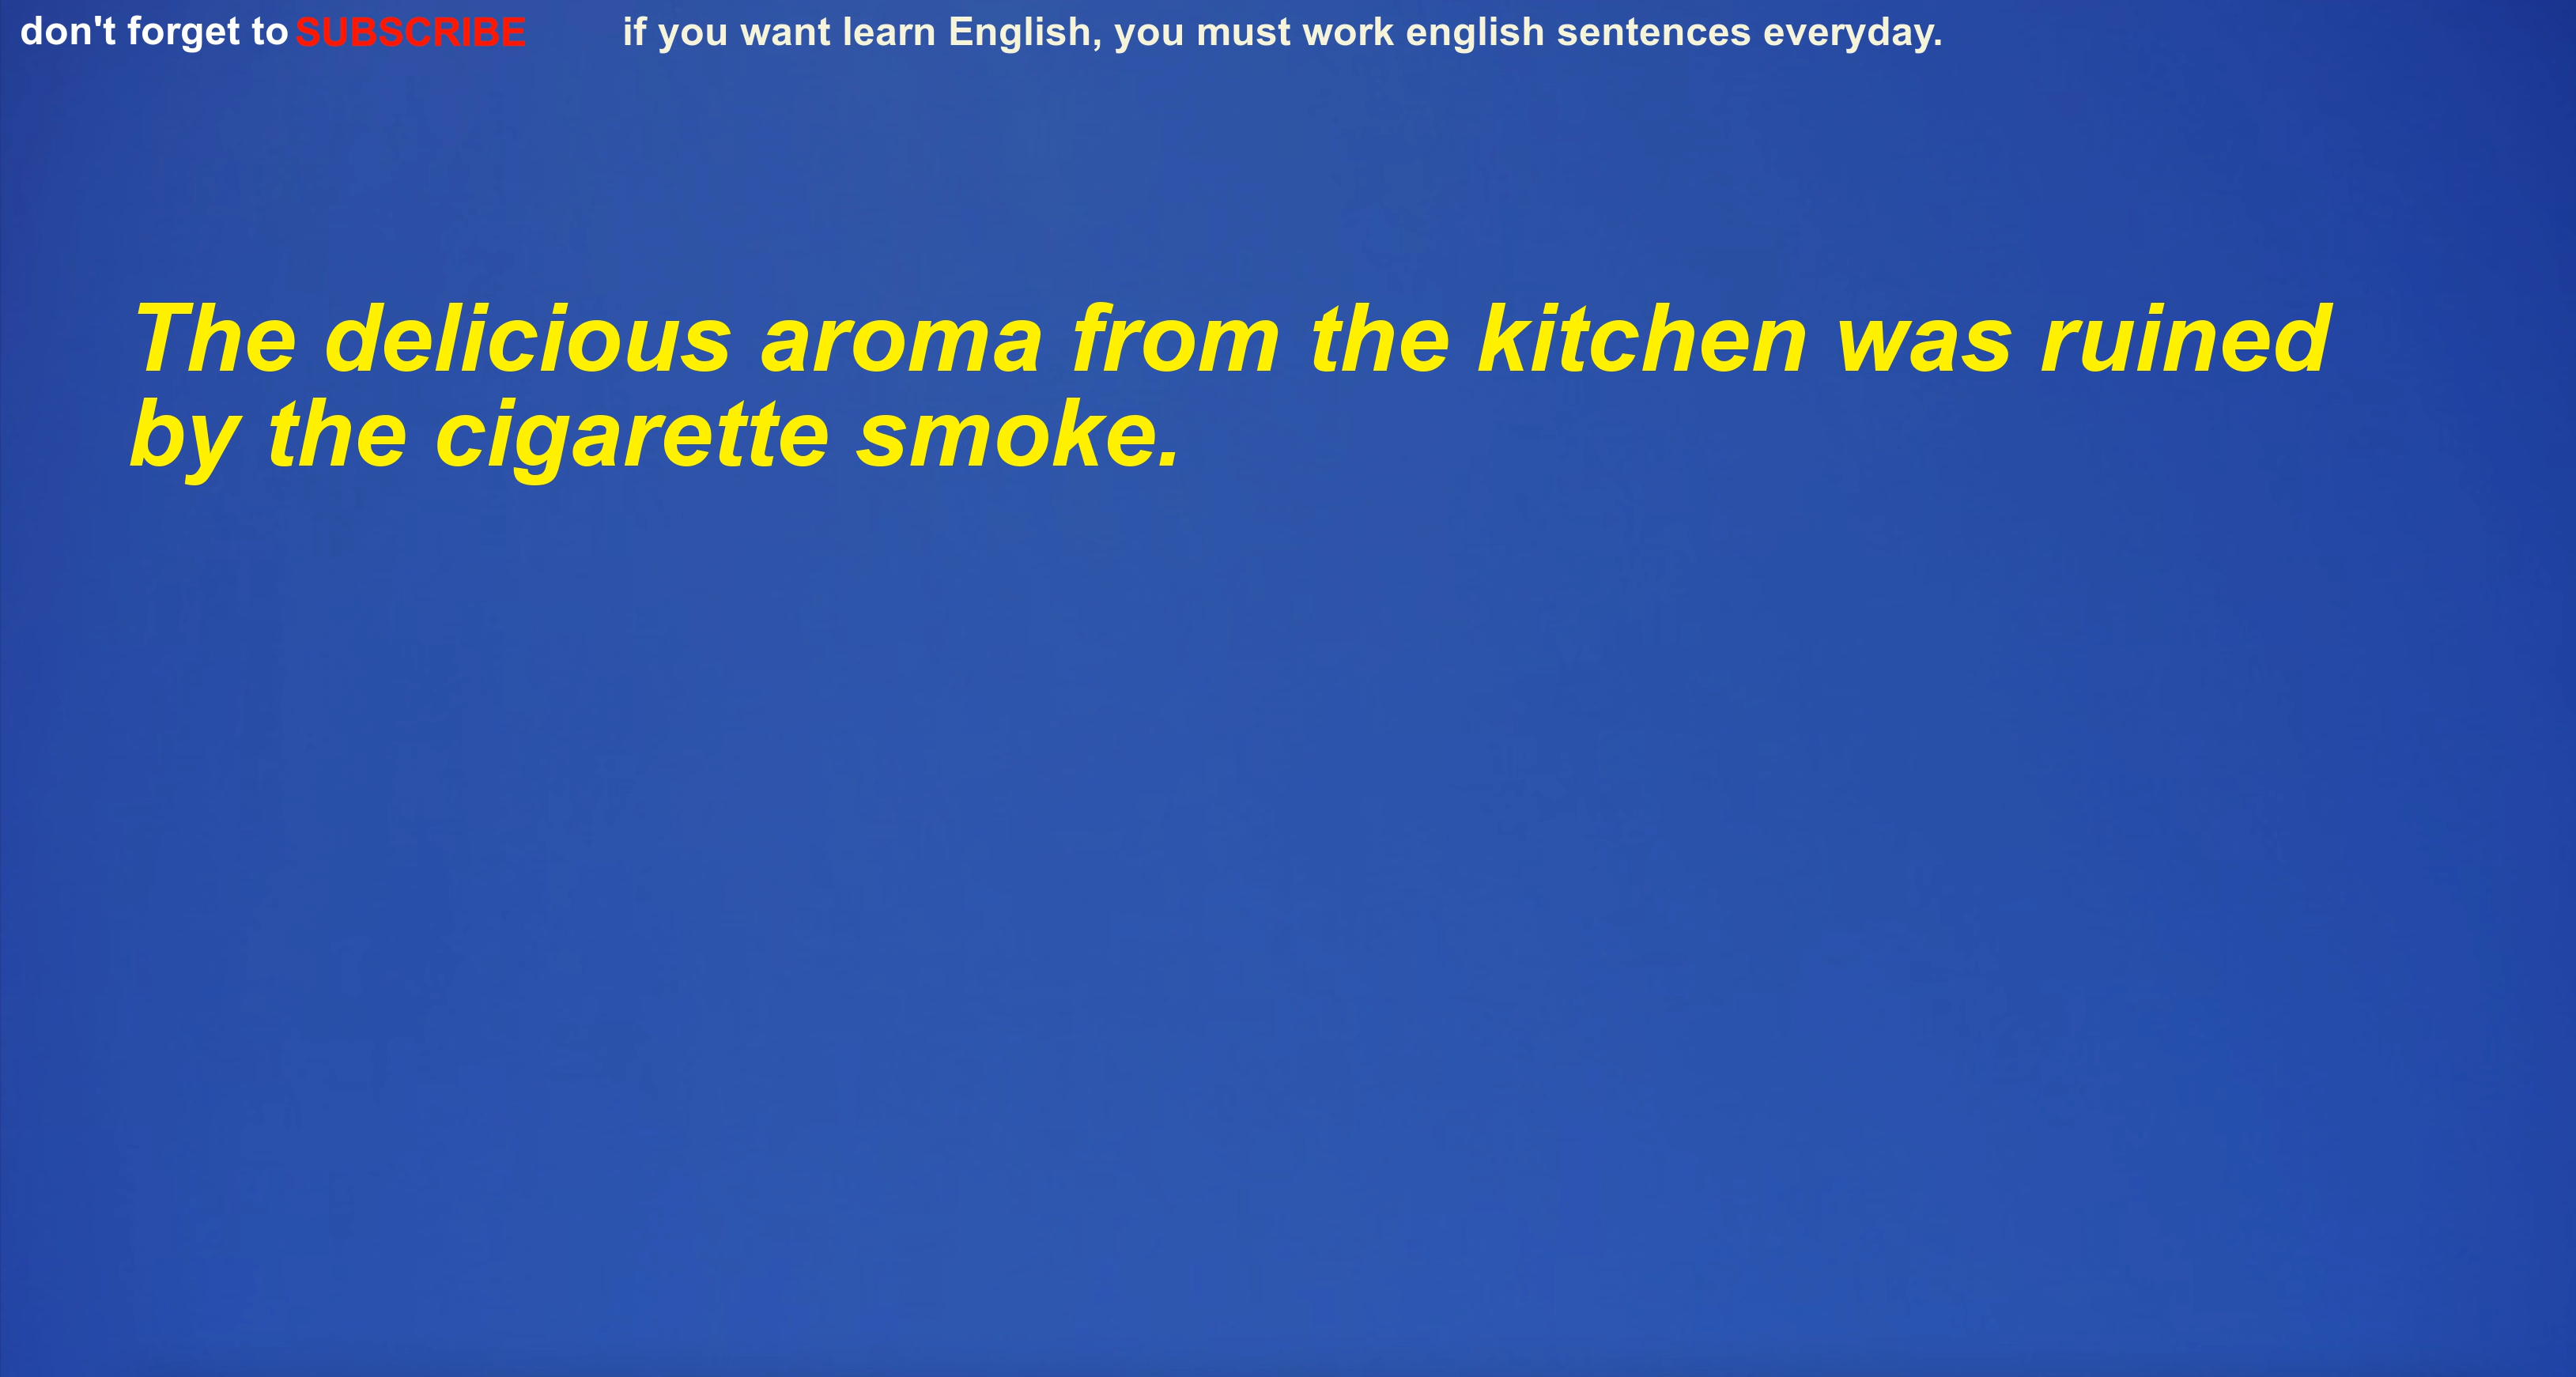 don't forget to SUBSCRIBE if you want learn English, you must work english sentences everyday.
The delicious aroma from the kitchen was ruined
by the cigarette smoke.